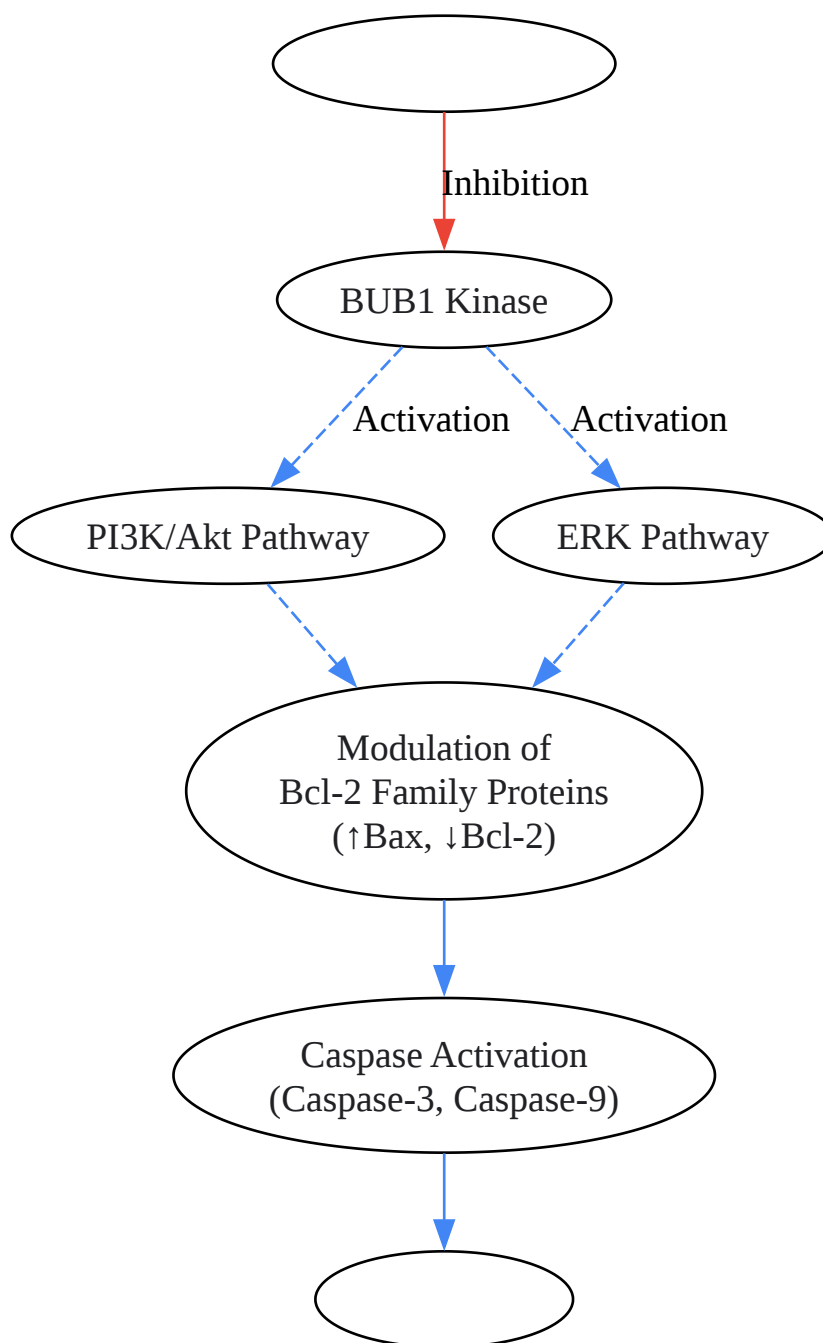 Inhibition
BUB1 Kinase
Activation
Activation
PI3K/Akt Pathway
ERK Pathway
Modulation of
Bcl-2 Family Proteins
(↑Bax, ↓Bcl-2)
Caspase Activation
(Caspase-3, Caspase-9)